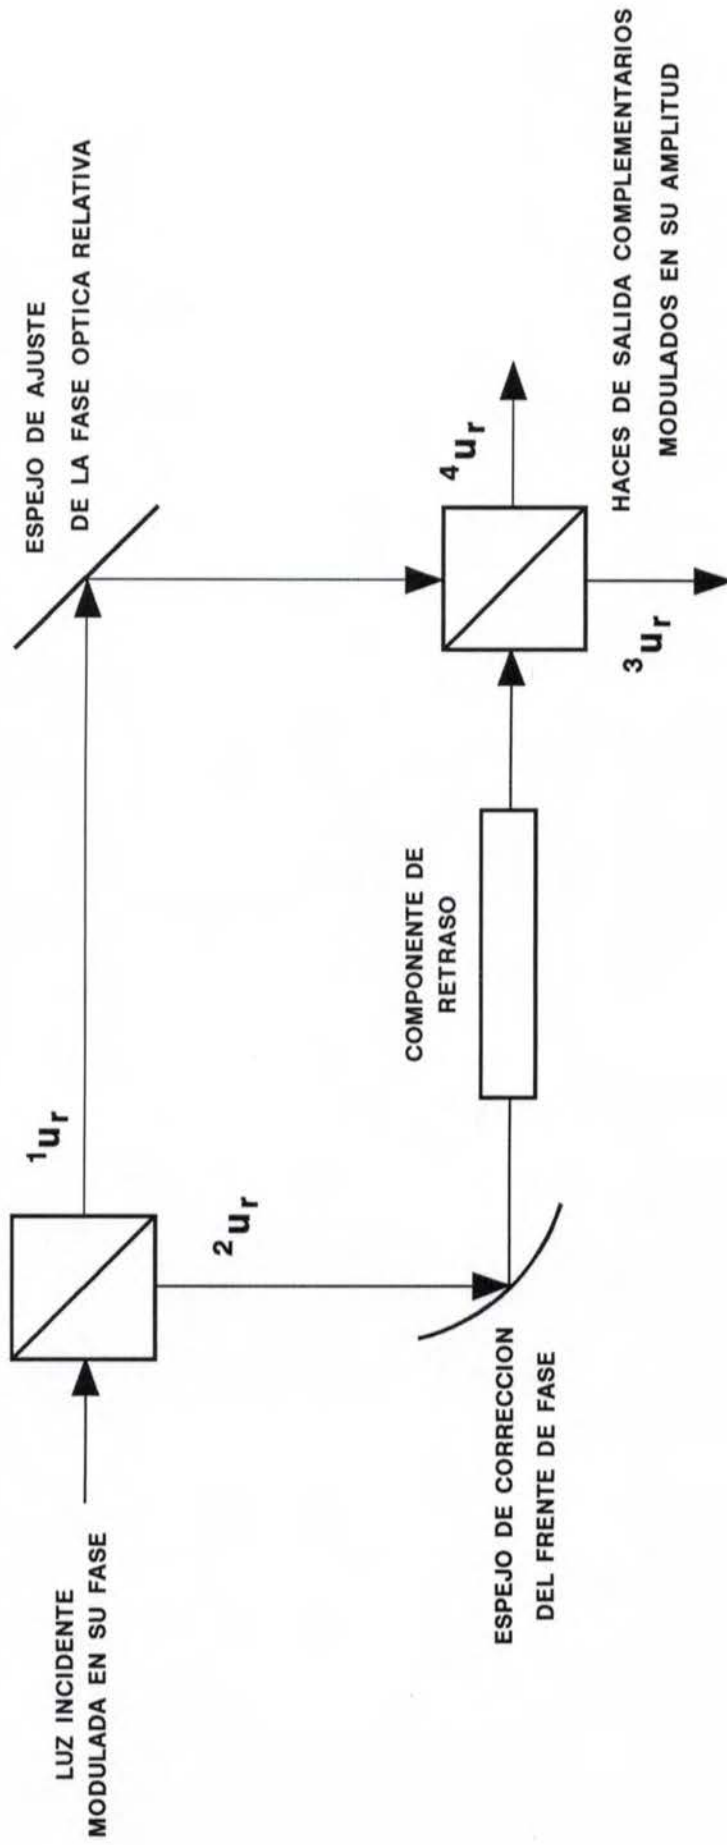 LUZ INCIDENTE
MODULADA EN SU FASE
¹uᵣ
²uᵣ
ESPEJO DE AJUSTE
DE LA FASE OPTICA RELATIVA
ESPEJO DE CORRECCION
DEL FRENTE DE FASE
COMPONENTE DE
RETRASO
⁴uᵣ
³uᵣ
HACES DE SALIDA COMPLEMENTARIOS
MODULADOS EN SU AMPLITUD